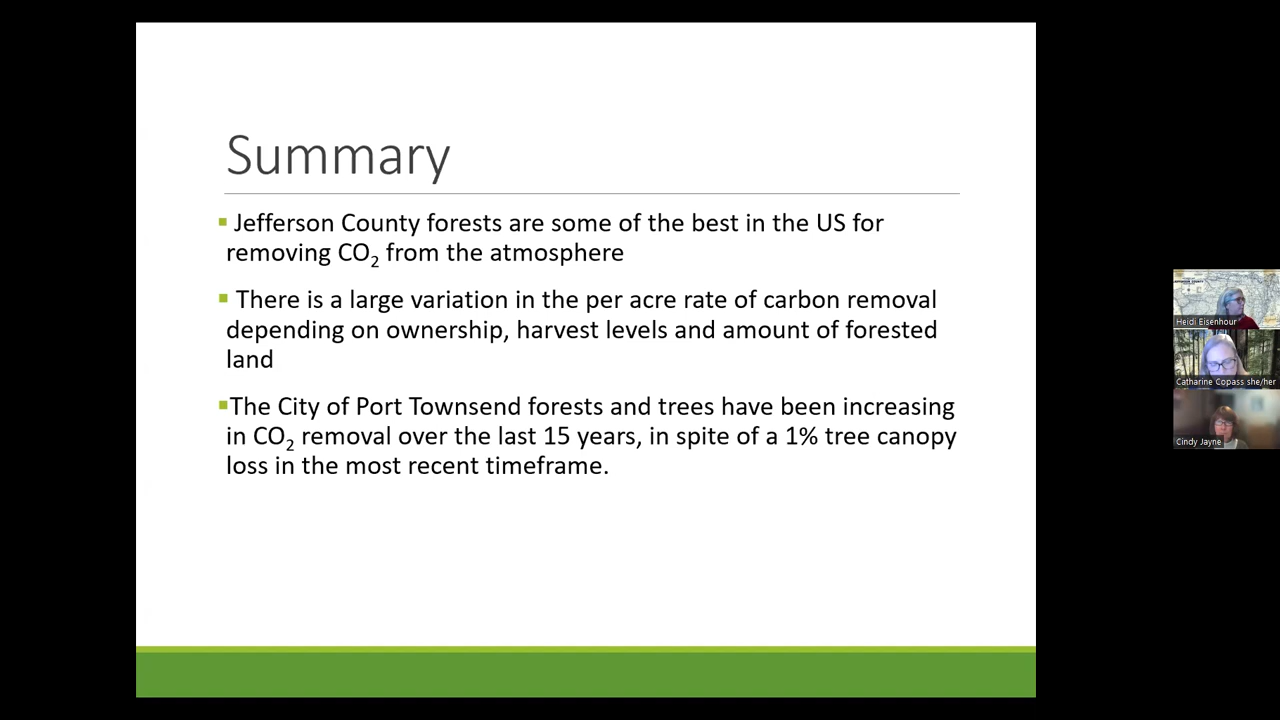 Summary
▪ Jefferson County forests are some of the best in the US for
removing CO₂ from the atmosphere
▪ There is a large variation in the per acre rate of carbon removal
depending on ownership, harvest levels and amount of forested
land
▪The City of Port Townsend forests and trees have been increasing
in CO₂ removal over the last 15 years, in spite of a 1% tree canopy
loss in the most recent timeframe.
Heidi Eisenhour
Catharine Copass she/her
Cindy Jayne